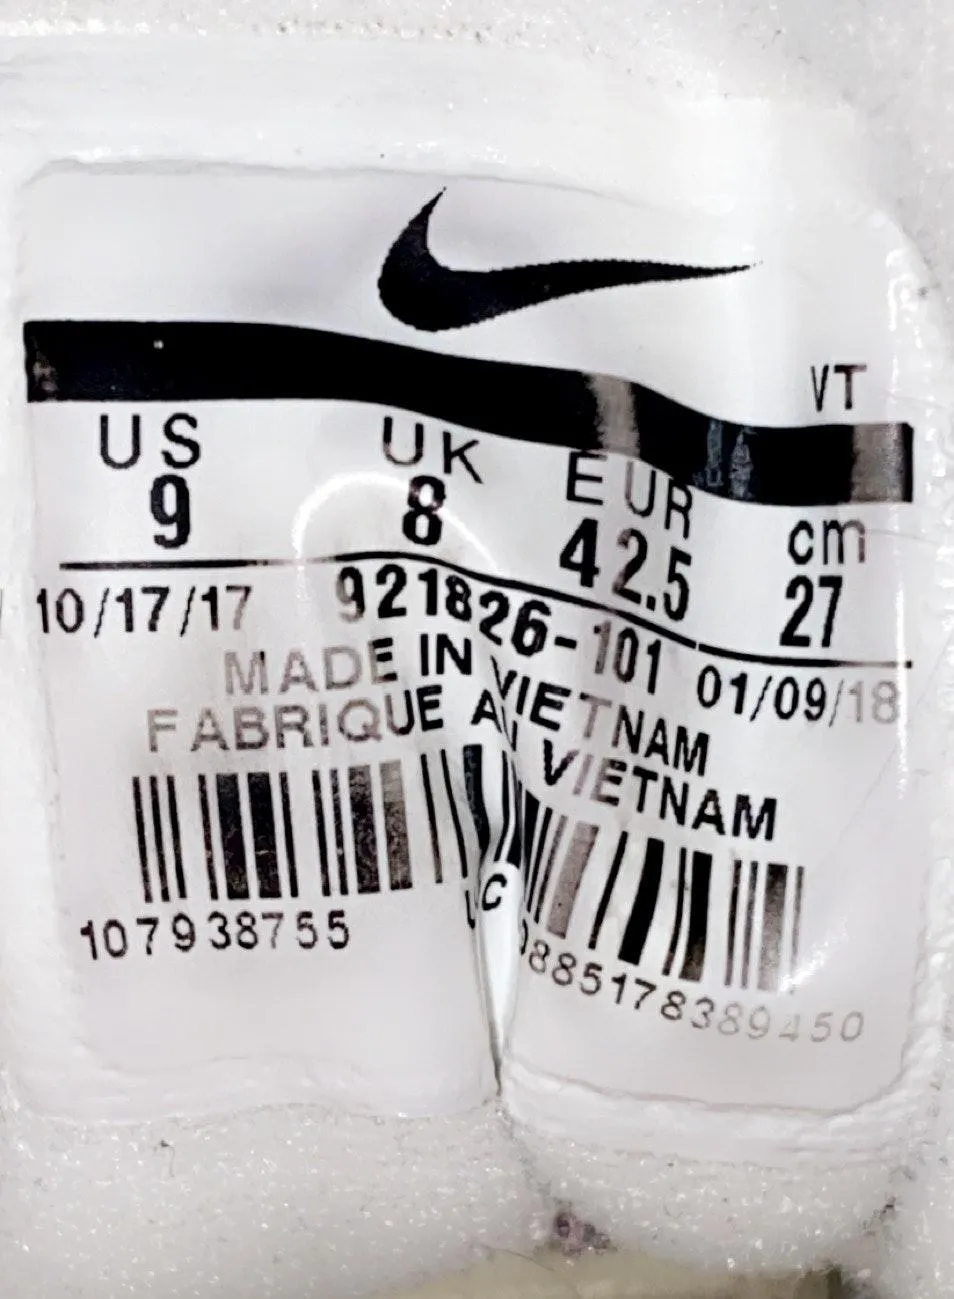 VT
US UK EUR cm
9 8 42.5 27
10/17/17 921826-101 01/09/18
MADE IN VIETNAM
FABRIQUE AU VIETNAM
107938755 00885178389450